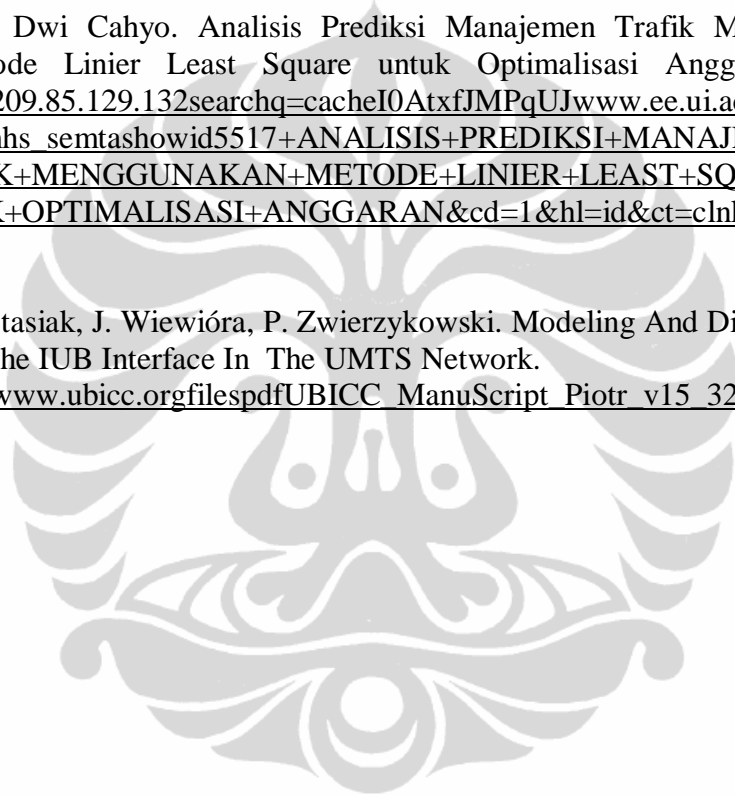 Dwi Cahyo. Analisis Prediksi Manajemen Trafik M
ode Linier Least Square untuk Optimalisasi Angg
209.85.129.132searchq=cacheI0AtxfJMPqUJwww.ee.ui.ac
nhs_semtashowid5517+ANALISIS+PREDIKSI+MANAJ
K+MENGGUNAKAN+METODE+LINIER+LEAST+SQ
K+OPTIMALISASI+ANGGARAN&cd=1&hl=id&ct=cln
tasiak, J. Wiewióra, P. Zwierzykowski. Modeling And Di
he IUB Interface In The UMTS Network.
www.ubicc.orgfilespdfUBICC_ManuScript_Piotr_v15_32